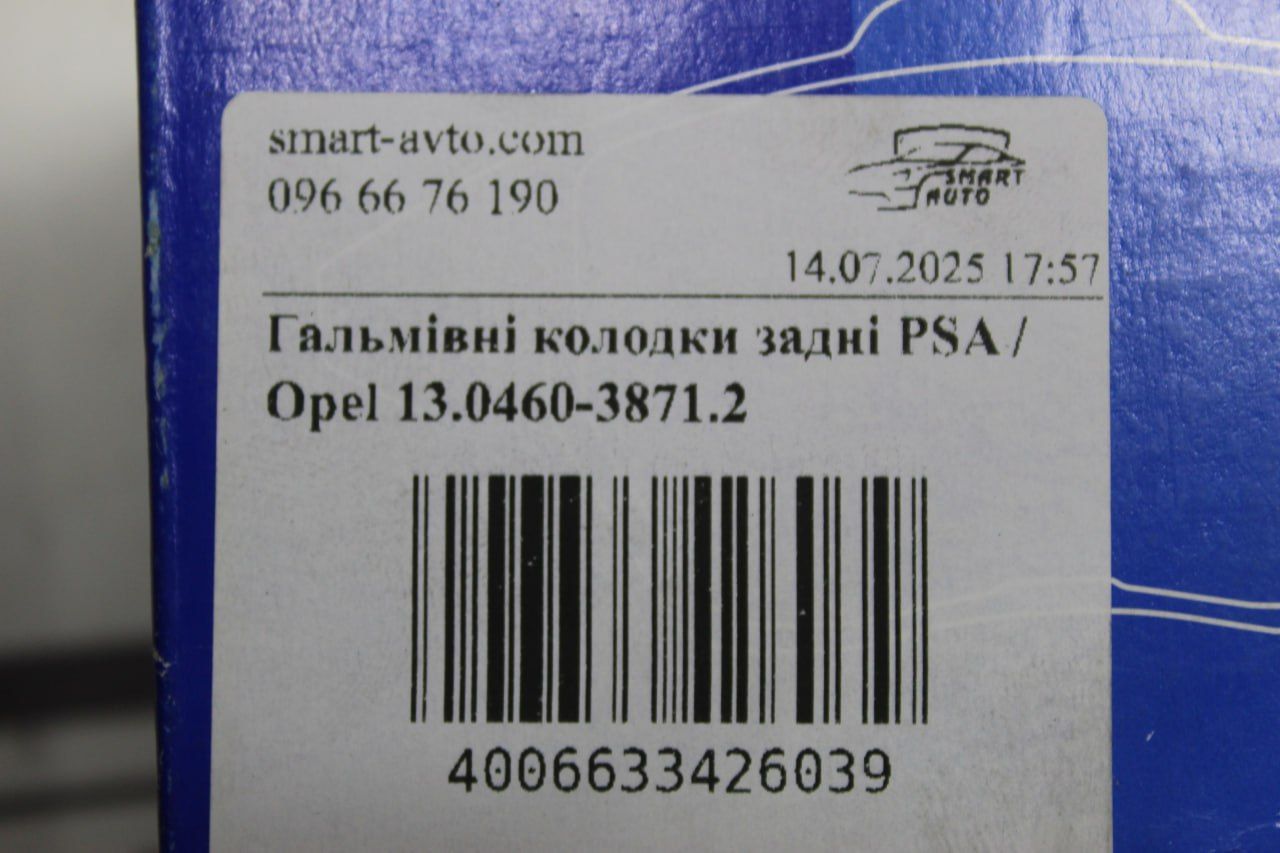 smart-avto.com
096 66 76 190
SMART
AUTO
14.07.2025 17:57
Гальмівні колодки задні PSA /
Opel 13.0460-3871.2
4006633426039